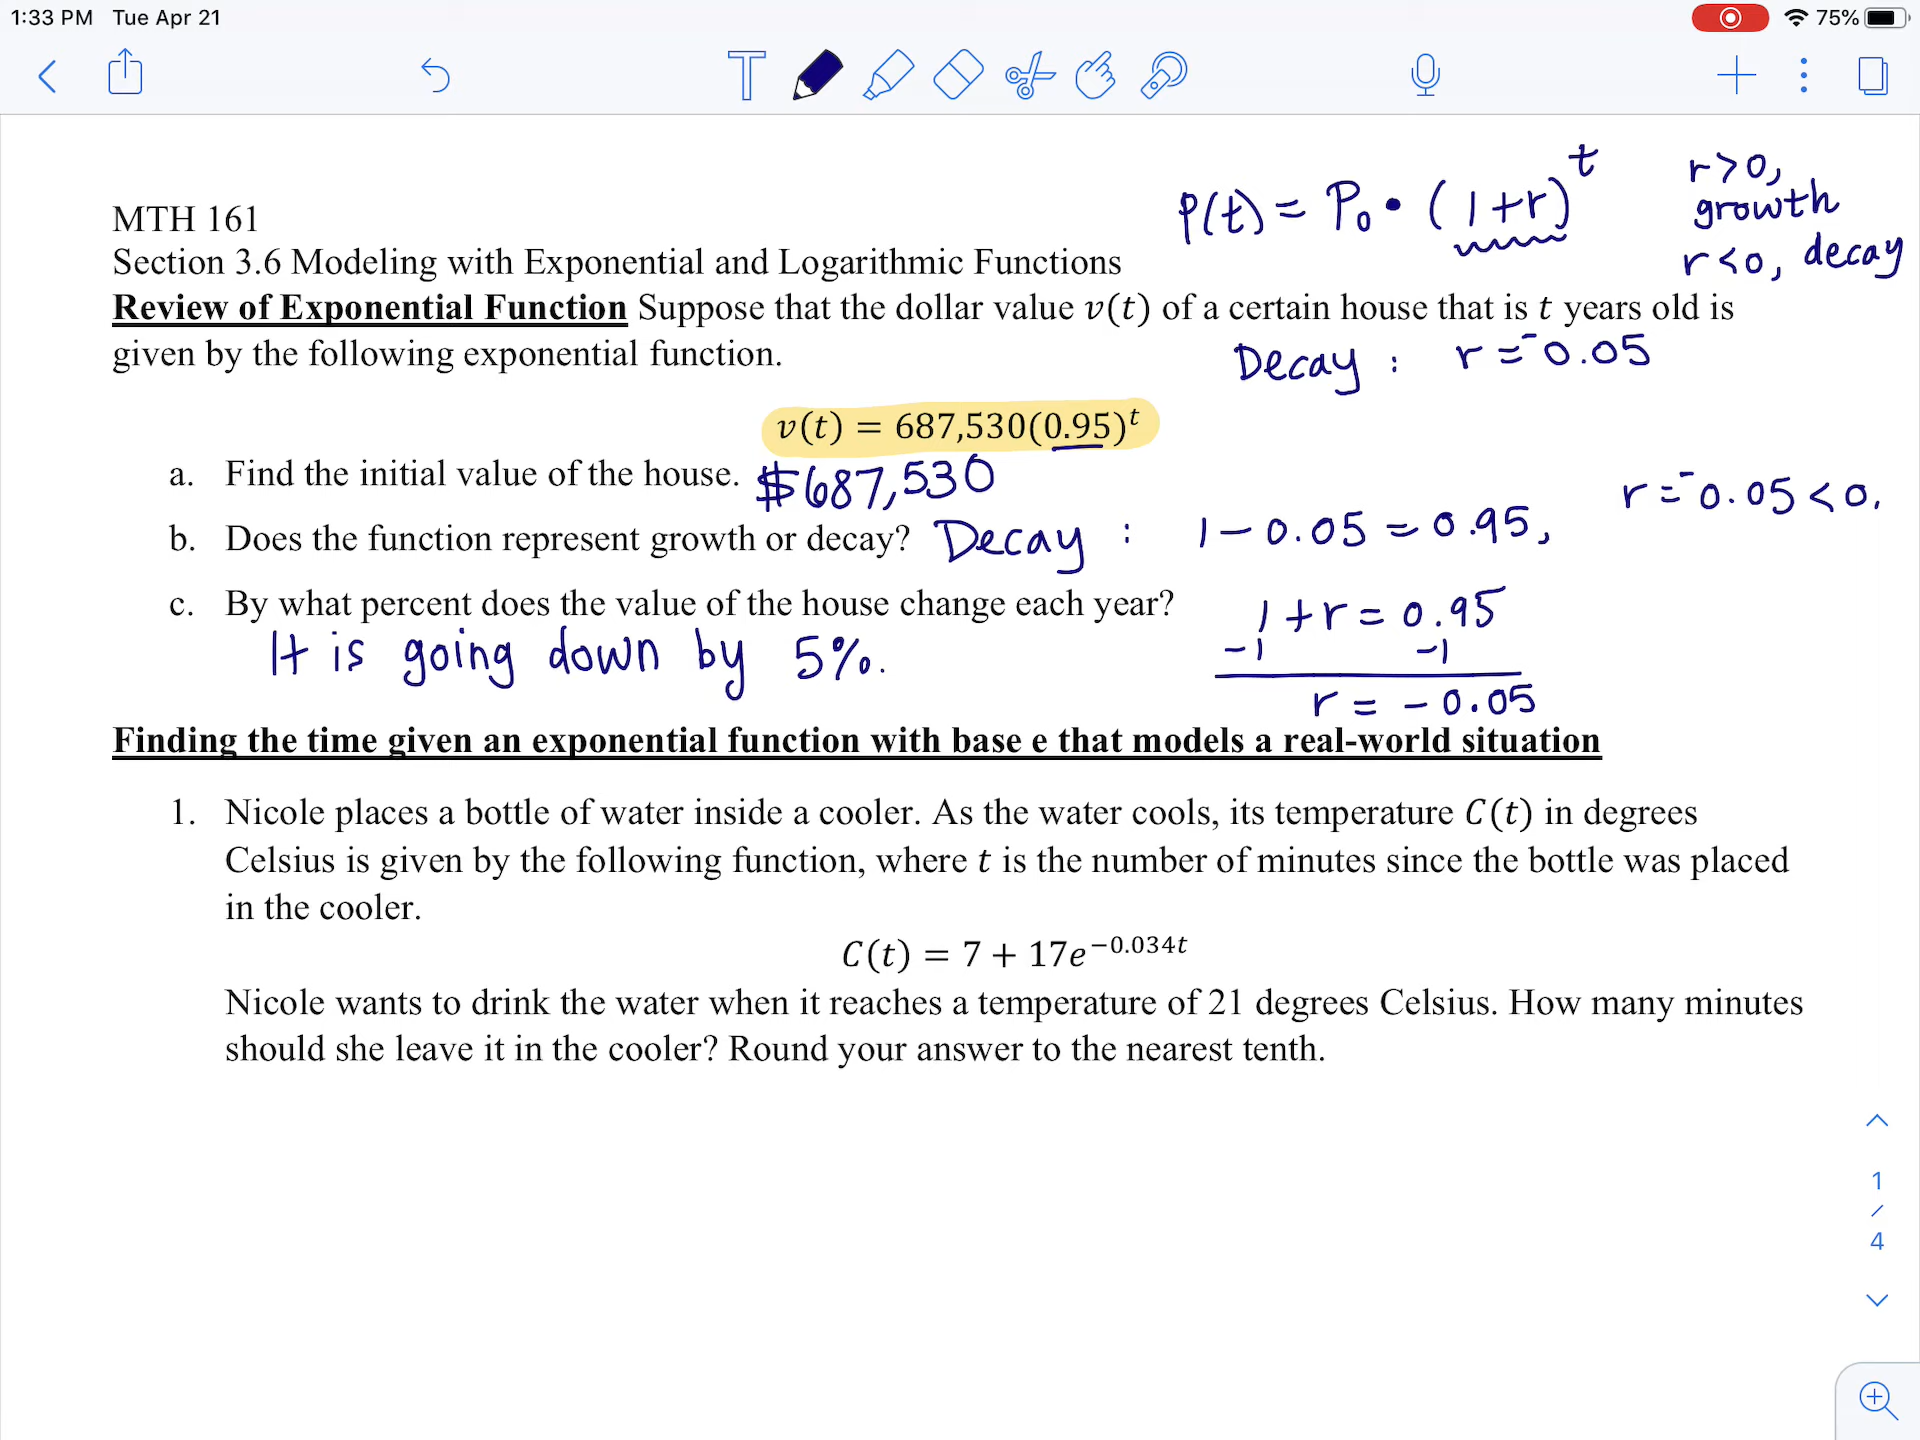 1:33 PM Tue Apr 21
75%
P(t) = P₀ • (1+r)^t
r>0,
growth
r<0, decay
MTH 161
Section 3.6 Modeling with Exponential and Logarithmic Functions
Review of Exponential Function Suppose that the dollar value v(t) of a certain house that is t years old is
given by the following exponential function.
Decay : r = -0.05
v(t) = 687,530(0.95)^t
a. Find the initial value of the house. $687,530
r = -0.05 < 0.
b. Does the function represent growth or decay? Decay : 1 - 0.05 = 0.95,
c. By what percent does the value of the house change each year?
1 + r = 0.95
-1 -1
It is going down by 5%.
r = -0.05
Finding the time given an exponential function with base e that models a real-world situation
1. Nicole places a bottle of water inside a cooler. As the water cools, its temperature C(t) in degrees
Celsius is given by the following function, where t is the number of minutes since the bottle was placed
in the cooler.
C(t) = 7 + 17e^−0.034t
Nicole wants to drink the water when it reaches a temperature of 21 degrees Celsius. How many minutes
should she leave it in the cooler? Round your answer to the nearest tenth.
1
/
4